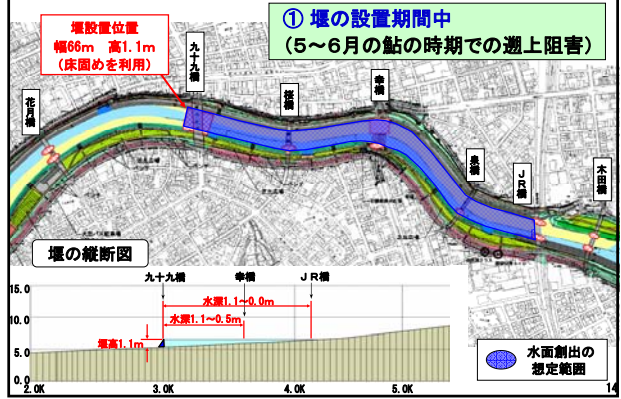 堰設置位置
幅66m 高1.1m
(床固めを利用)
① 堰の設置期間中
(5～6月の鮎の時期での遡上阻害)
花月橋
九十九橋
桜橋
幸橋
泉橋
JR橋
木田橋
堰の縦断図
九十九橋
幸橋
JR橋
水深1.1～0.0m
水深1.1～0.5m
堰高1.1m
15.0
10.0
5.0
0.0
2.0K
3.0K
4.0K
5.0K
水面創出の
想定範囲
14